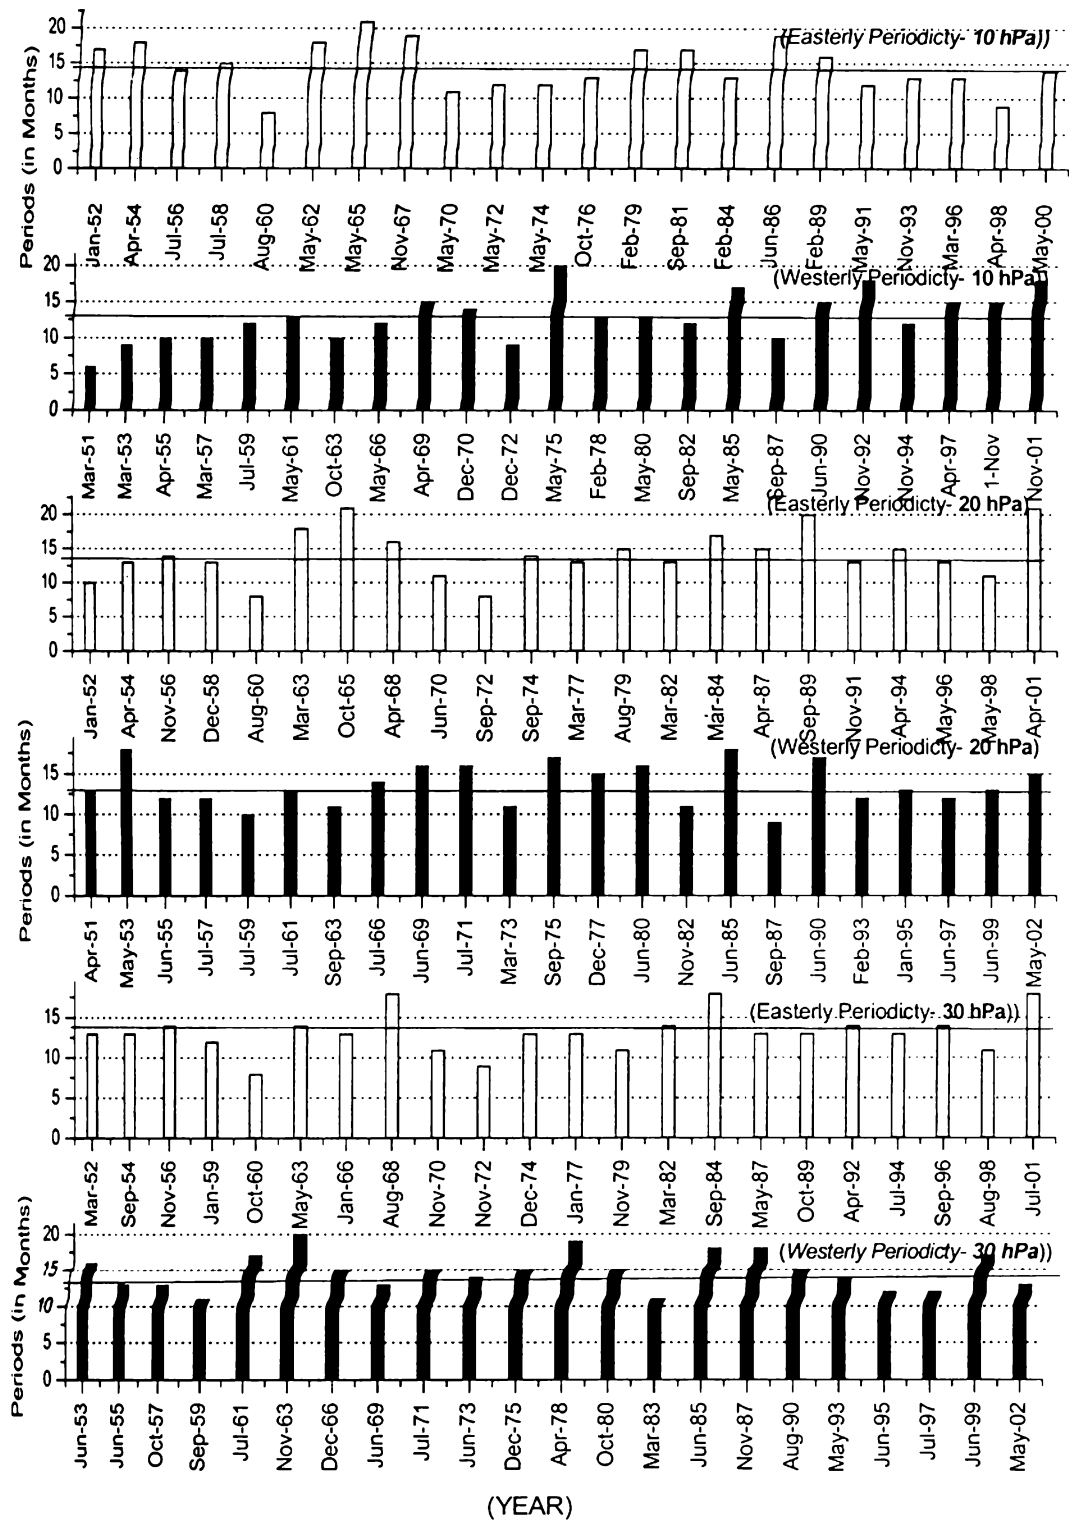 Periods (in Months)
20
15
10
5
0
(Easterly Periodicty- 10 hPa))
Jan-52 Apr-54 Jul-56 Jul-58 Aug-60 May-62 May-65 Nov-67 May-70 May-72 May-74 Oct-76 Feb-79 Sep-81 Feb-84 Jun-86 Feb-89 May-91 Nov-93 Mar-96 Apr-98 May-00
20
15
10
5
0
(Westerly Periodicty- 10 hPa))
Mar-51 Mar-53 Apr-55 Mar-57 Jul-59 May-61 Oct-63 May-66 Apr-69 Dec-70 Dec-72 May-75 Feb-78 May-80 Sep-82 May-85 Sep-87 Jun-90 Nov-92 Nov-94 Apr-97 1-Nov Nov-01
20
15
10
5
0
(Easterly Periodicty- 20 hPa)
Jan-52 Apr-54 Nov-56 Dec-58 Aug-60 Mar-63 Oct-65 Apr-68 Jun-70 Sep-72 Sep-74 Mar-77 Aug-79 Mar-82 Mar-84 Apr-87 Sep-89 Nov-91 Apr-94 May-96 May-98 Apr-01
Periods (in Months)
15
10
5
0
(Westerly Periodicty- 20 hPa)
Apr-51 May-53 Jun-55 Jul-57 Jul-59 Jul-61 Sep-63 Jul-66 Jun-69 Jul-71 Mar-73 Sep-75 Dec-77 Jun-80 Nov-82 Jun-85 Sep-87 Jun-90 Feb-93 Jan-95 Jun-97 Jun-99 May-02
15
10
5
0
(Easterly Periodicty- 30 hPa))
Mar-52 Sep-54 Nov-56 Jan-59 Oct-60 May-63 Jan-66 Aug-68 Nov-70 Nov-72 Dec-74 Jan-77 Nov-79 Mar-82 Sep-84 May-87 Oct-89 Apr-92 Jul-94 Sep-96 Aug-98 Jul-01
Periods (in Months)
20
15
10
5
0
(Westerly Periodicty- 30 hPa))
Jun-53 Jun-55 Oct-57 Sep-59 Jul-61 Nov-63 Dec-66 Jun-69 Jul-71 Jun-73 Dec-75 Apr-78 Oct-80 Mar-83 Jun-85 Nov-87 Aug-90 May-93 Jun-95 Jul-97 Jun-99 May-02
(YEAR)